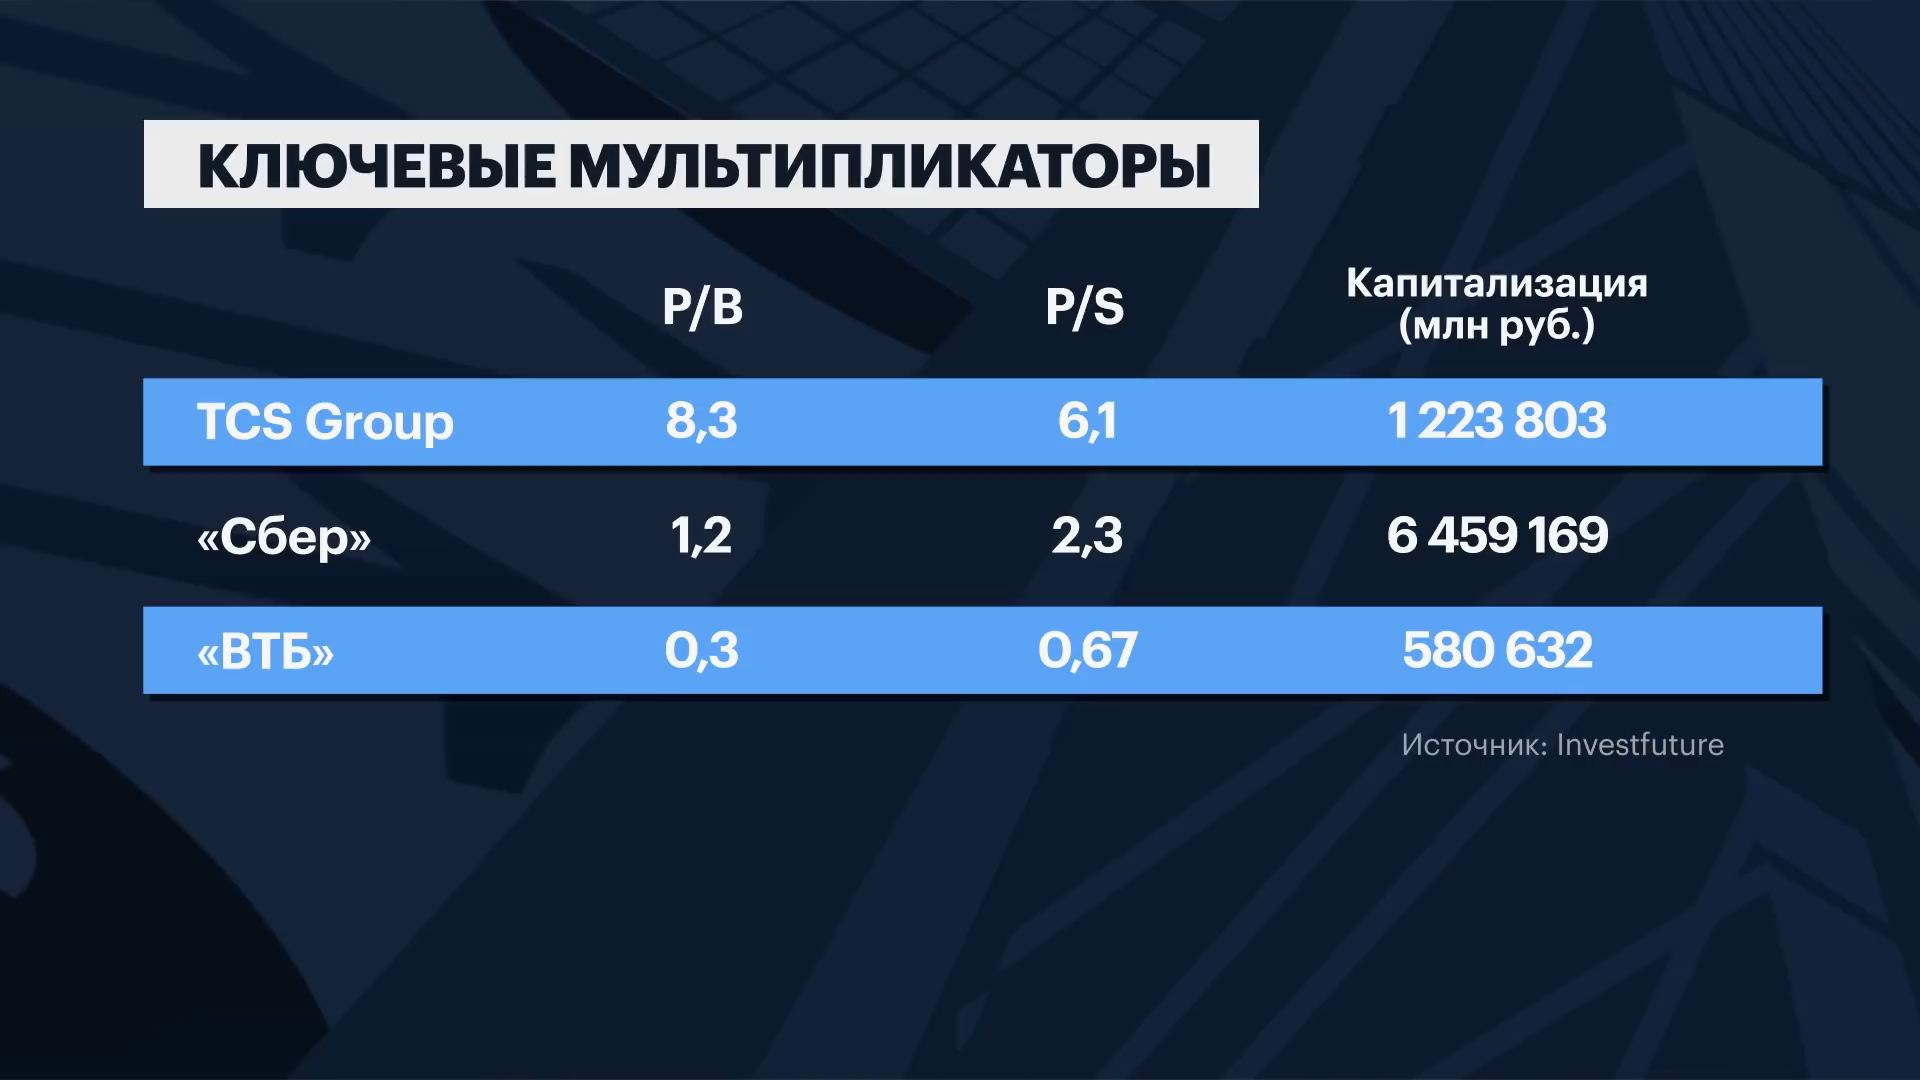 КЛЮЧЕВЫЕ МУЛЬТИПЛИКАТОРЫ
P/B P/S Капитализация
(млн руб.)
TCS Group 8,3 6,1 1 223 803
«Сбер» 1,2 2,3 6 459 169
«ВТБ» 0,3 0,67 580 632
Источник: Investfuture